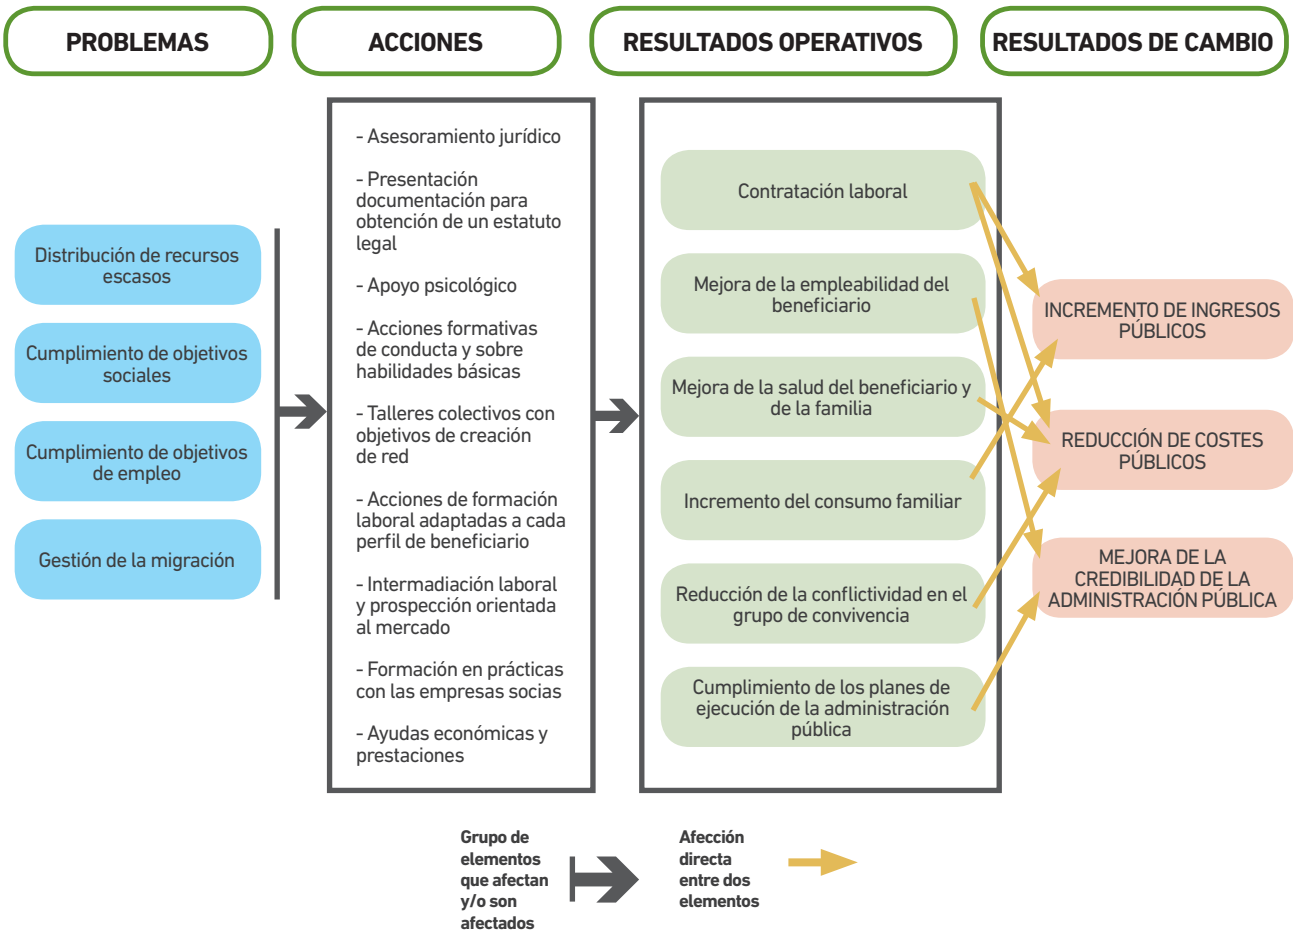 PROBLEMAS
ACCIONES
RESULTADOS OPERATIVOS
RESULTADOS DE CAMBIO
Distribución de recursos
escasos
Cumplimiento de objetivos
sociales
Cumplimiento de objetivos
de empleo
Gestión de la migración
- Asesoramiento jurídico
- Presentación
documentación para
obtención de un estatuto
legal
- Apoyo psicológico
- Acciones formativas
de conducta y sobre
habilidades básicas
- Talleres colectivos con
objetivos de creación
de red
- Acciones de formación
laboral adaptadas a cada
perfil de beneficiario
- Intermadiación laboral
y prospección orientada
al mercado
- Formación en prácticas
con las empresas socias
- Ayudas económicas y
prestaciones
Contratación laboral
Mejora de la empleabilidad del
beneficiario
Mejora de la salud del beneficiario y
de la familia
Incremento del consumo familiar
Reducción de la conflictividad en el
grupo de convivencia
Cumplimiento de los planes de
ejecución de la administración
pública
INCREMENTO DE INGRESOS
PÚBLICOS
REDUCCIÓN DE COSTES
PÚBLICOS
MEJORA DE LA
CREDIBILIDAD DE LA
ADMINISTRACIÓN PÚBLICA
Grupo de
elementos
que afectan
y/o son
afectados
Afección
directa
entre dos
elementos